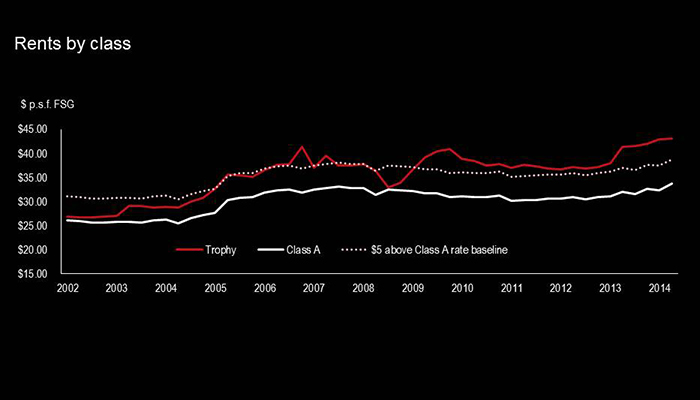 Rents by class
$ p.s.f. FSG
$45.00
$40.00
$35.00
$30.00
$25.00
$20.00
$15.00
Trophy Class A $5 above Class A rate baseline
2002 2003 2004 2005 2006 2007 2008 2009 2010 2011 2012 2013 2014